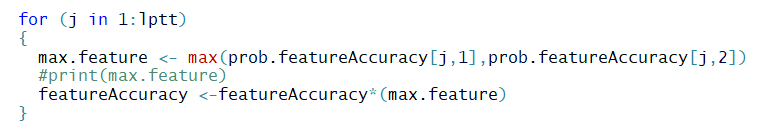 for (j in 1:lptt)
{
  max.feature <- max(prob.featureAccuracy[j,1],prob.featureAccuracy[j,2])
  #print(max.feature)
  featureAccuracy <-featureAccuracy*(max.feature)
}